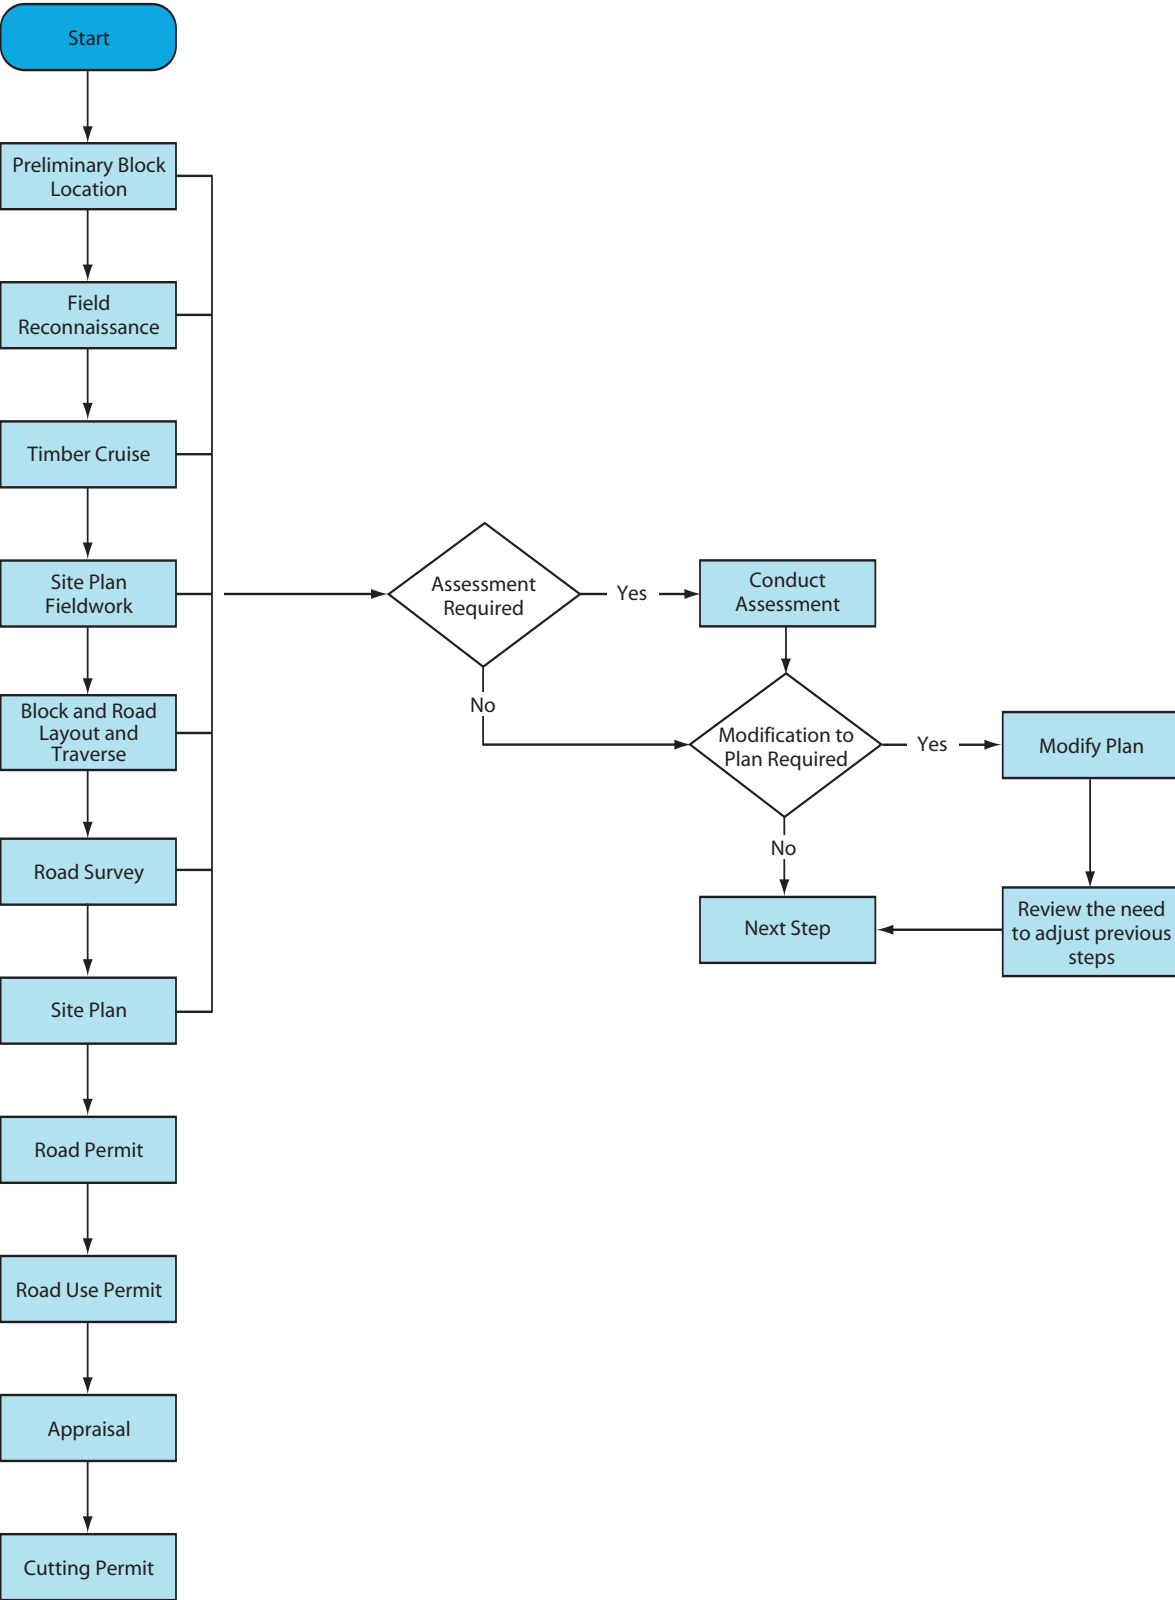 Start
Preliminary Block
Location
Field
Reconnaissance
Timber Cruise
Site Plan
Fieldwork
Block and Road
Layout and
Traverse
Road Survey
Site Plan
Road Permit
Road Use Permit
Appraisal
Cutting Permit
Assessment
Required
Yes
No
Conduct
Assessment
Modification to
Plan Required
Yes
No
Modify Plan
Review the need
to adjust previous
steps
Next Step